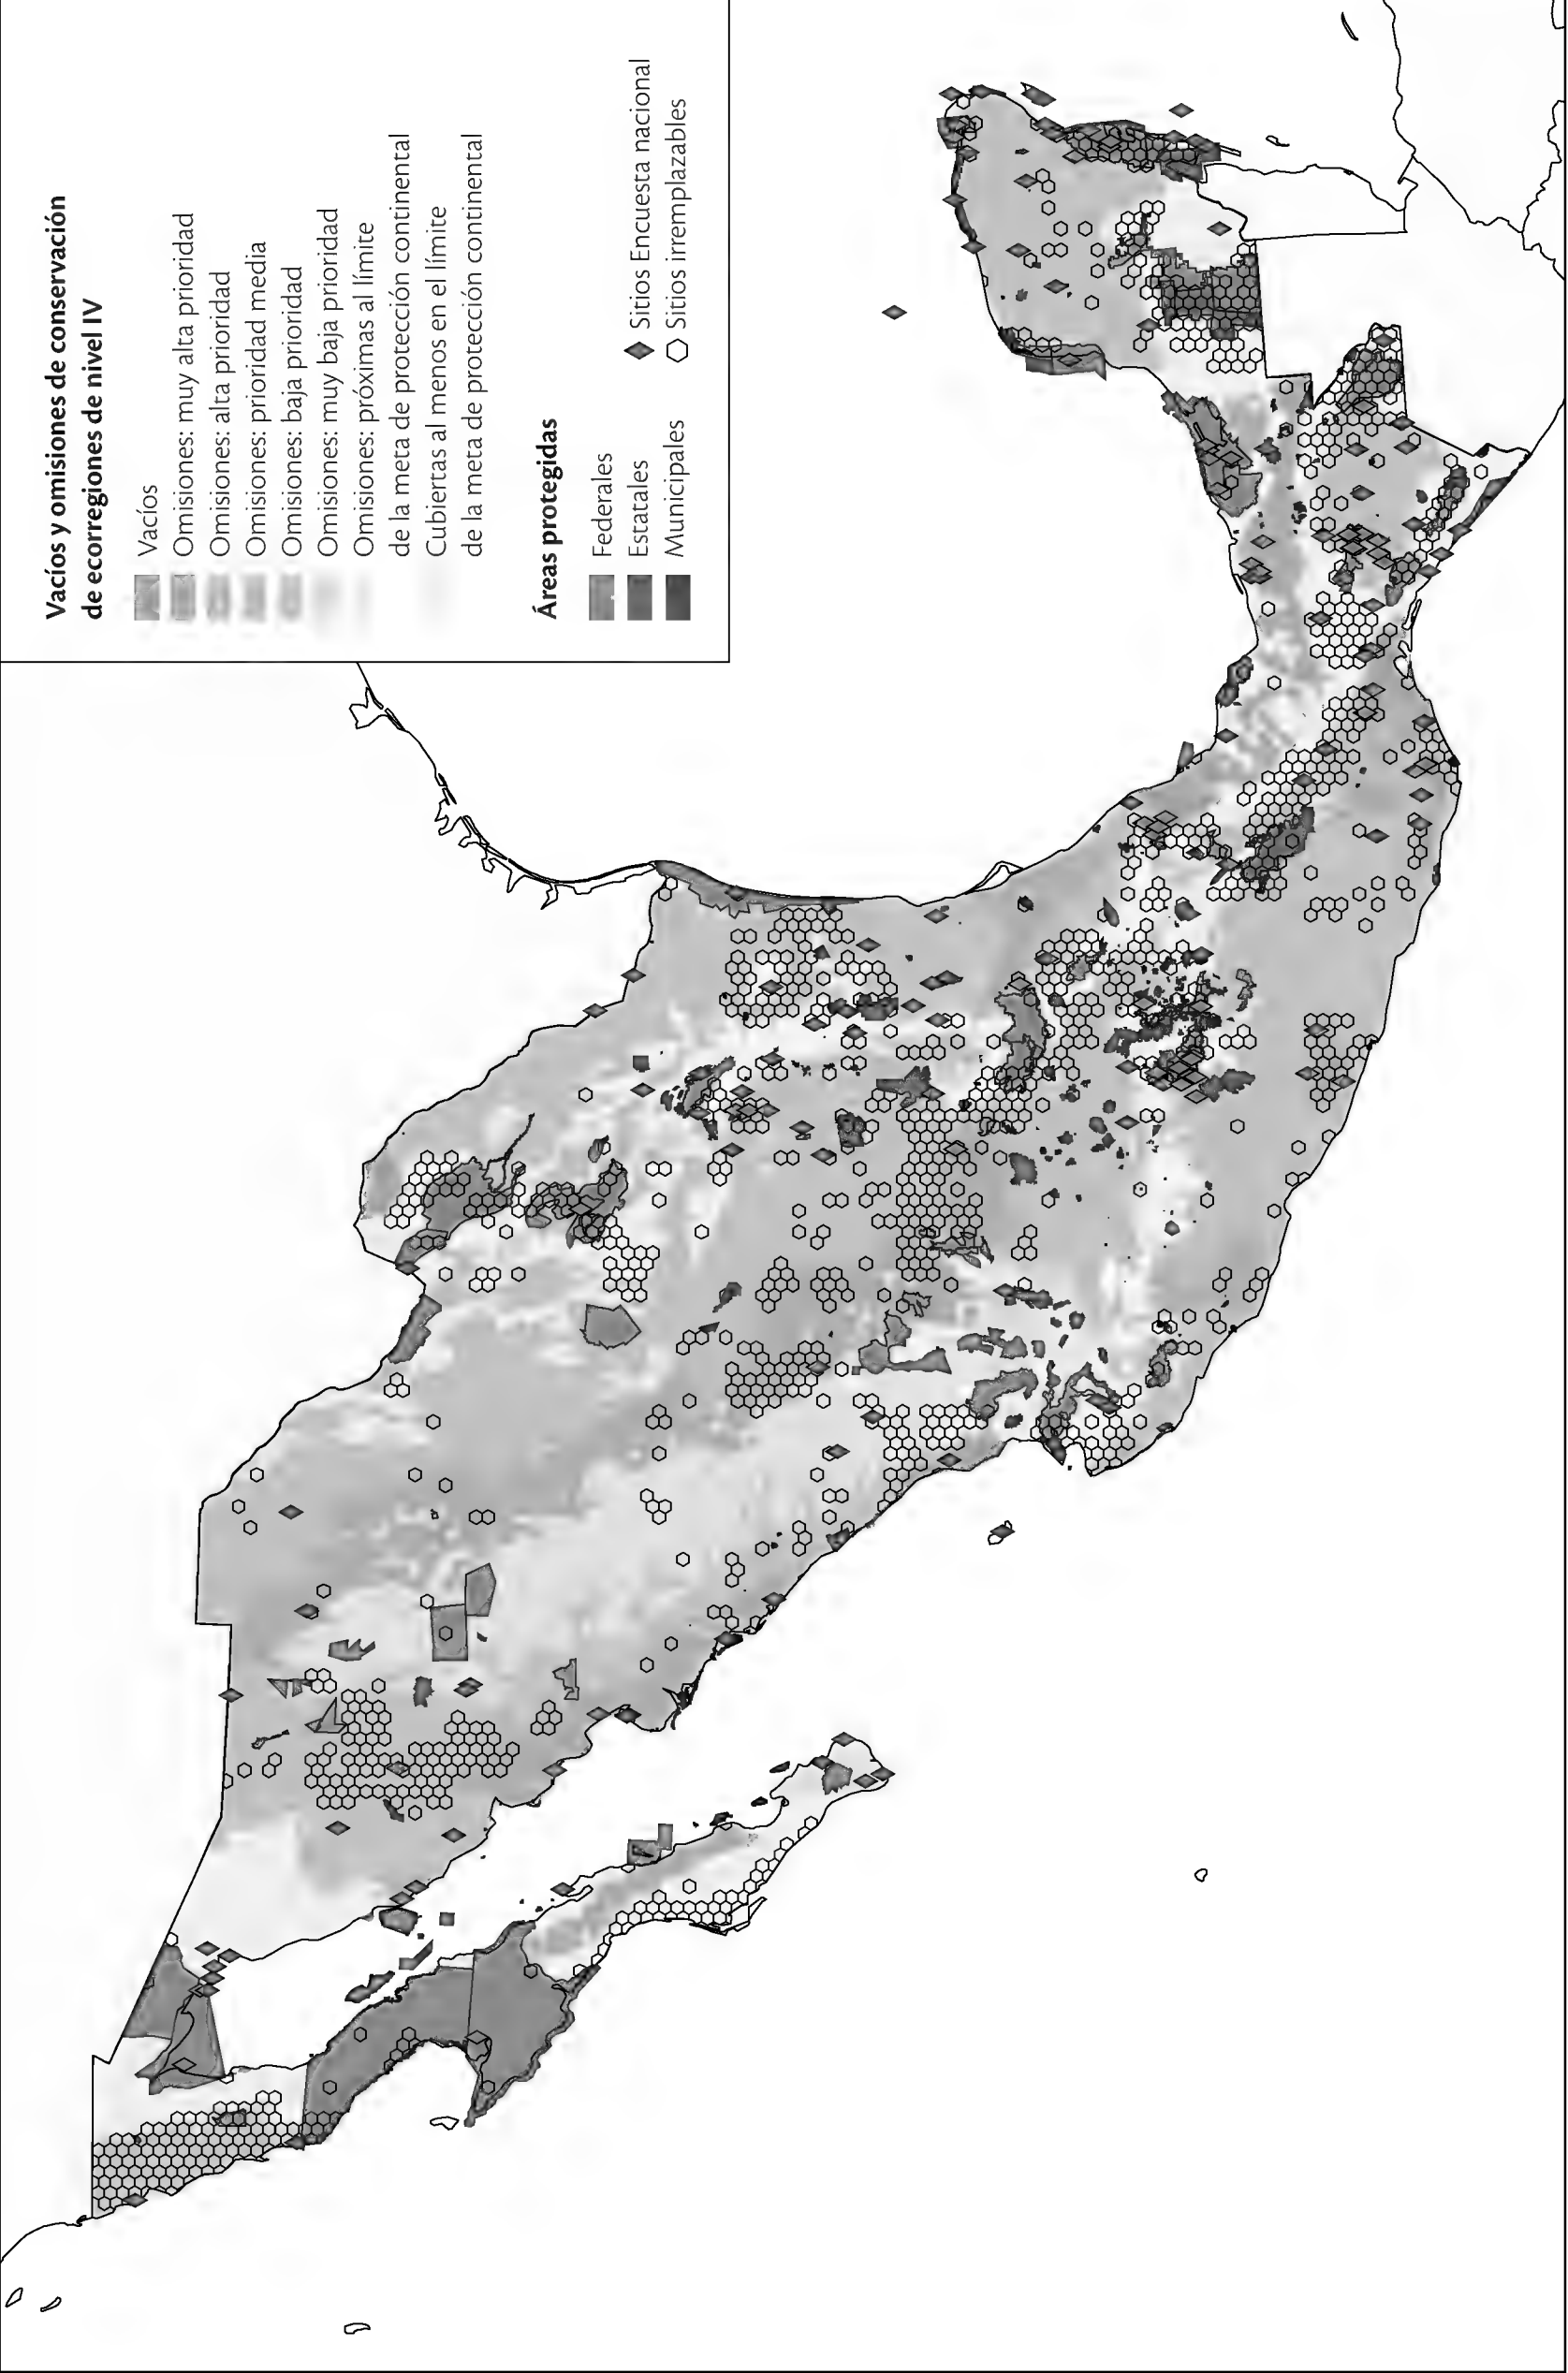 Vacíos y omisiones de conservación
de ecorregiones de nivel IV
Vacíos
Omisiones: muy alta prioridad
Omisiones: alta prioridad
Omisiones: prioridad media
Omisiones: baja prioridad
Omisiones: muy baja prioridad
Omisiones: próximas al límite
de la meta de protección continental
Cubiertas al menos en el límite
de la meta de protección continental
Áreas protegidas
Federales
Estatales
Municipales
Sitios Encuesta nacional
Sitios irremplazables